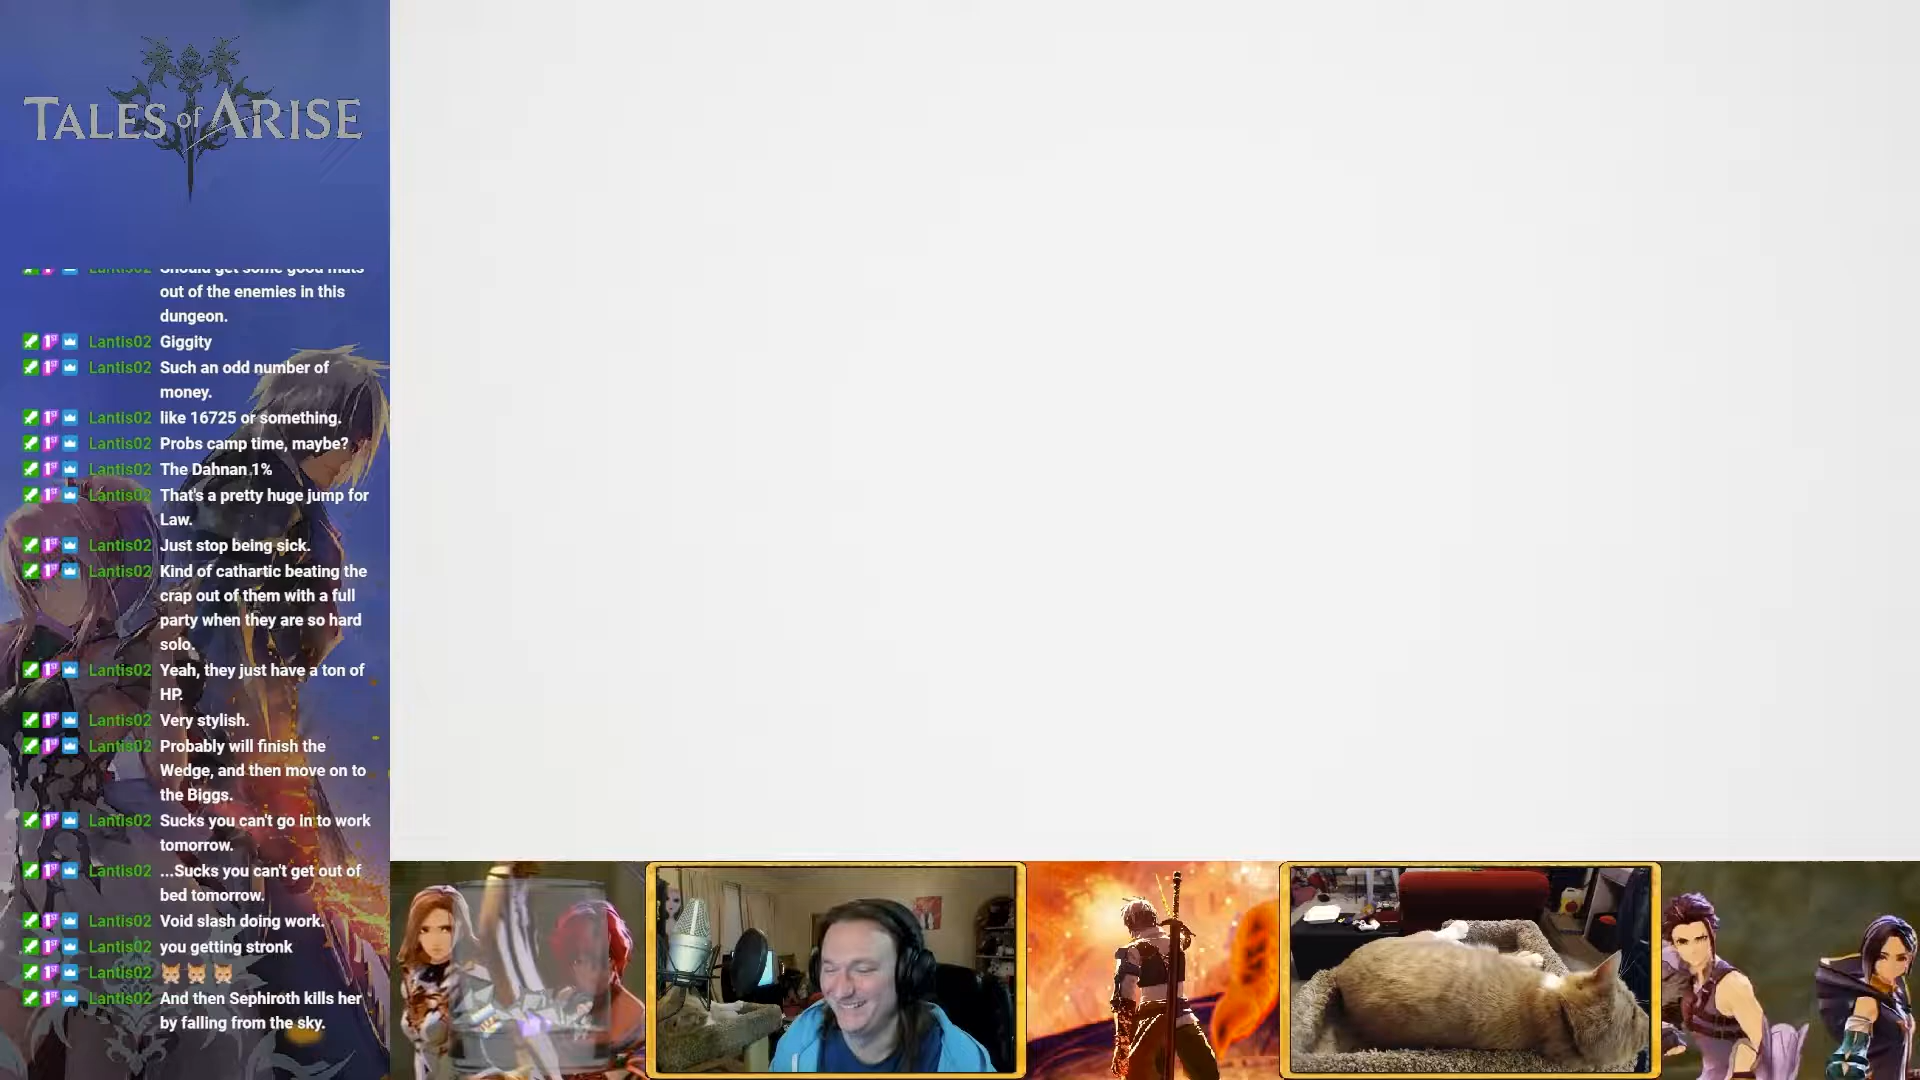 TALES of ARISE
Lantis02 Should get some good mats
out of the enemies in this
dungeon.
Lantis02 Giggity
Lantis02 Such an odd number of
money.
Lantis02 like 16725 or something.
Lantis02 Probs camp time, maybe?
Lantis02 The Dahnan 1%
Lantis02 That's a pretty huge jump for
Law.
Lantis02 Just stop being sick.
Lantis02 Kind of cathartic beating the
crap out of them with a full
party when they are so hard
solo.
Lantis02 Yeah, they just have a ton of
HP.
Lantis02 Very stylish.
Lantis02 Probably will finish the
Wedge, and then move on to
the Biggs.
Lantis02 Sucks you can't go in to work
tomorrow.
Lantis02 ...Sucks you can't get out of
bed tomorrow.
Lantis02 Void slash doing work.
Lantis02 you getting stronk
Lantis02
Lantis02 And then Sephiroth kills her
by falling from the sky.